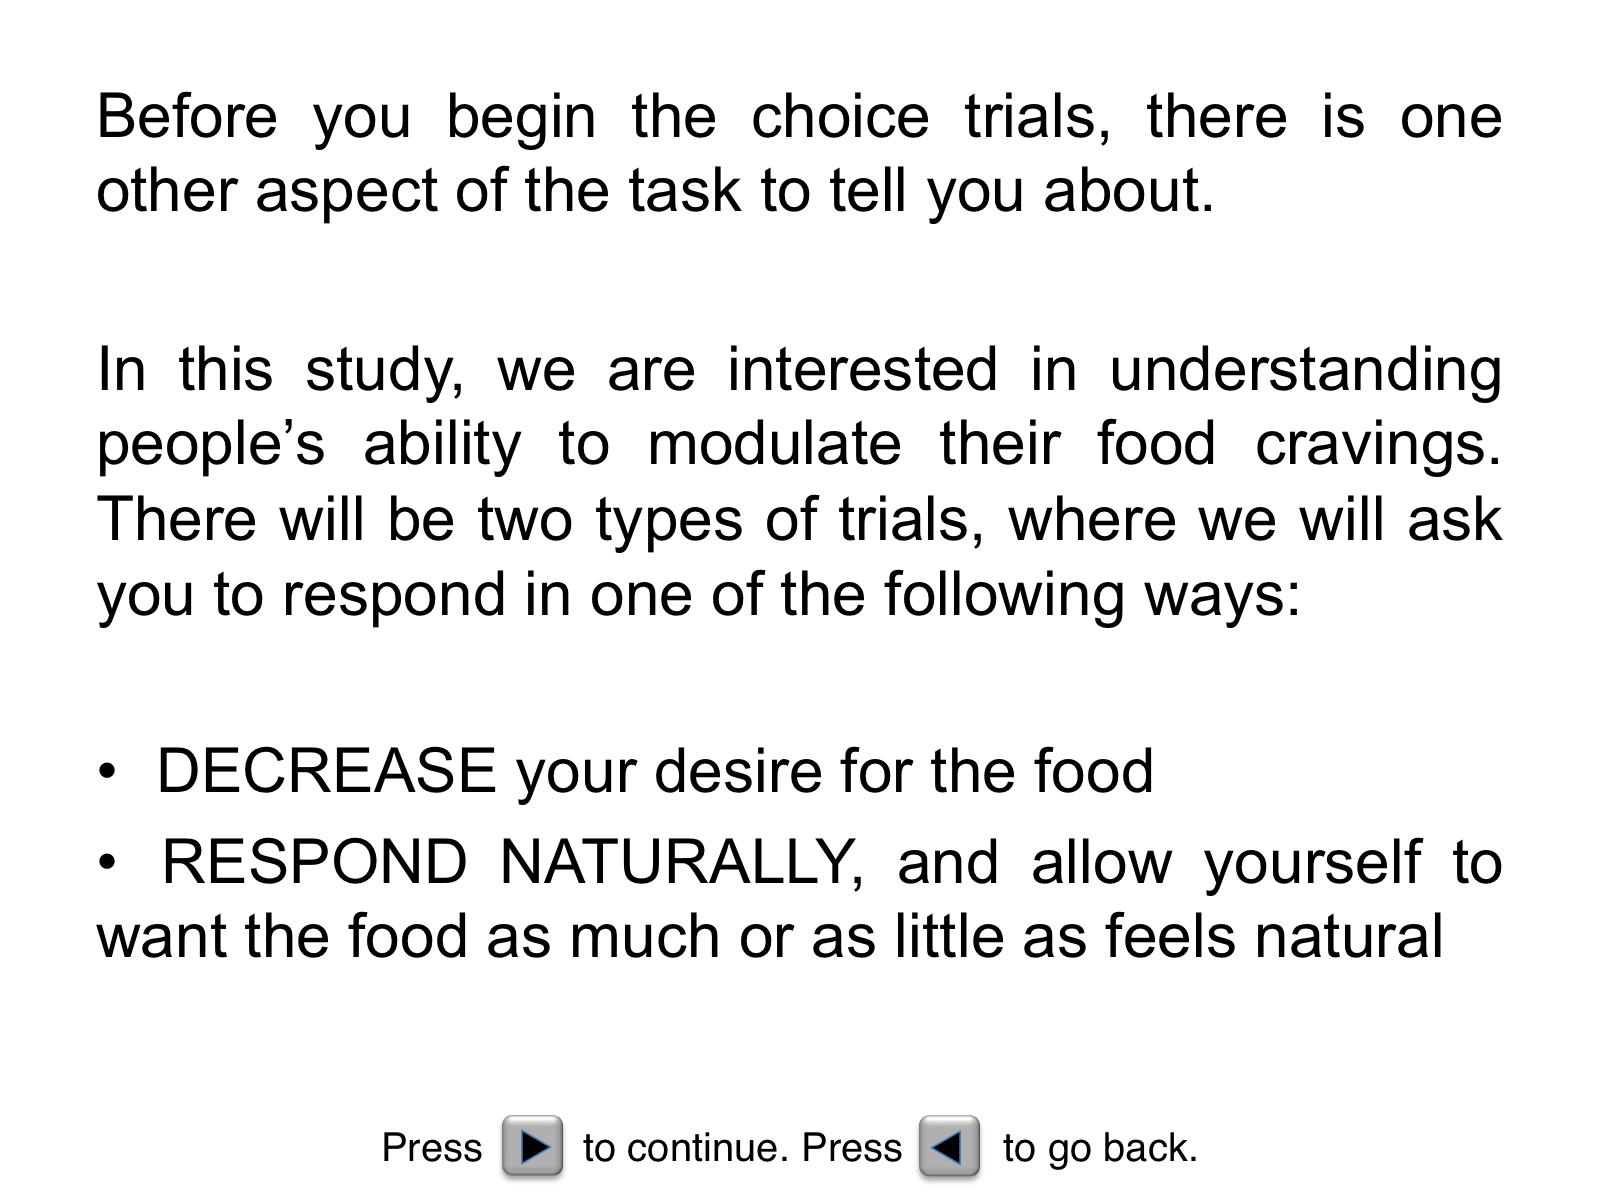 Before you begin the choice trials, there is one
other aspect of the task to tell you about.
In this study, we are interested in understanding
people’s ability to modulate their food cravings.
There will be two types of trials, where we will ask
you to respond in one of the following ways:
• DECREASE your desire for the food
• RESPOND NATURALLY, and allow yourself to
want the food as much or as little as feels natural
Press to continue. Press to go back.